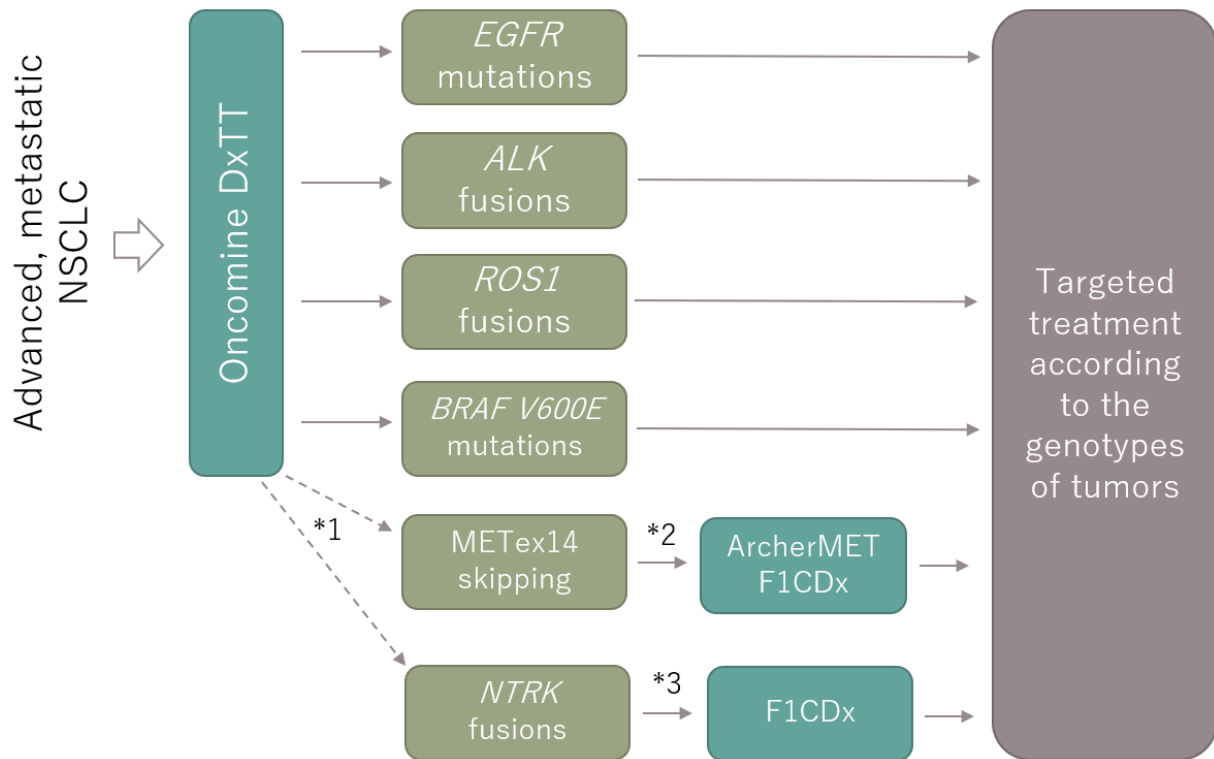 Advanced, metastatic
NSCLC
Oncomine DxTT
EGFR
mutations
ALK
fusions
ROS1
fusions
BRAF V600E
mutations
*1
METex14
skipping
*2
ArcherMET
F1CDx
NTRK
fusions
*3
F1CDx
Targeted
treatment
according
to the
genotypes
of tumors